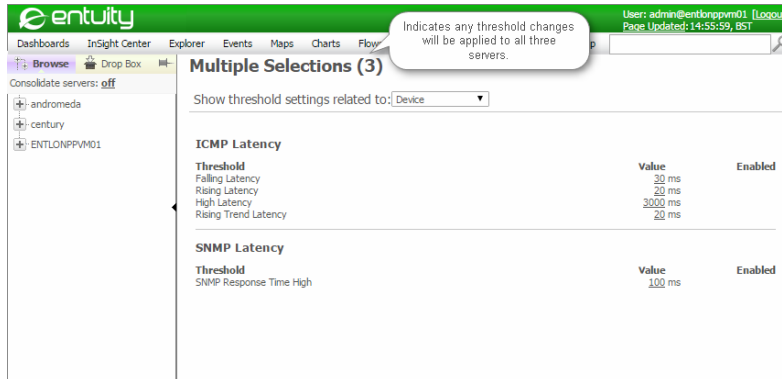 entuity
User: admin@entlonppvm01 [Logou
Page Updated: 14:55:59, BST
Indicates any threshold changes
will be applied to all three
servers.
Dashboards InSight Center Explorer Events Maps Charts Flow
p
Browse Drop Box
Consolidate servers: off
andromeda
century
ENTLONPPVM01
Multiple Selections (3)
Show threshold settings related to: Device
ICMP Latency
Threshold Value Enabled
Falling Latency 30 ms
Rising Latency 20 ms
High Latency 3000 ms
Rising Trend Latency 20 ms
SNMP Latency
Threshold Value Enabled
SNMP Response Time High 100 ms